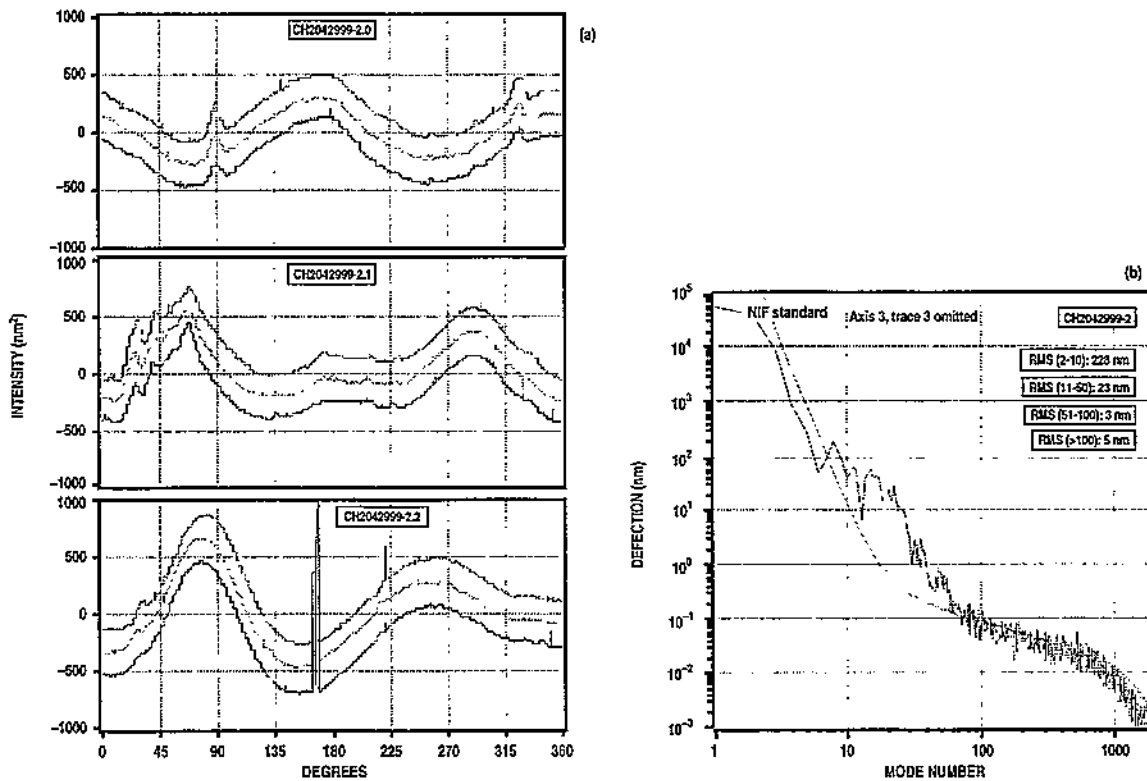 (a)
INTENSITY (nm²)
1000
500
0
−500
−1000
CH2042999-2.0
1000
500
0
−500
−1000
CH2042999-2.1
1000
500
0
−500
−1000
CH2042999-2.2
0 45 90 135 180 225 270 315 360
DEGREES
(b)
DEFECTION (nm)
10⁵
10⁴
10³
10²
10¹
10⁰
10⁻¹
10⁻²
10⁻³
NIF standard
Axis 3, trace 3 omitted
CH2042999-2
RMS (2-10): 223 nm
RMS (11-50): 23 nm
RMS (51-100): 3 nm
RMS (>100): 5 nm
1 10 100 1000
MODE NUMBER